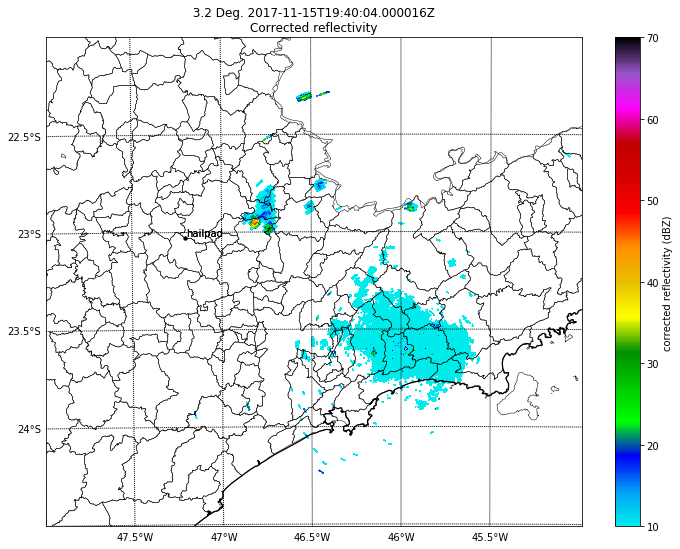 3.2 Deg. 2017-11-15T19:40:04.000016Z
Corrected reflectivity
22.5°S
23°S
23.5°S
24°S
hailpad
47.5°W
47°W
46.5°W
46°W
45.5°W
70
60
50
40
30
20
10
corrected reflectivity (dBZ)